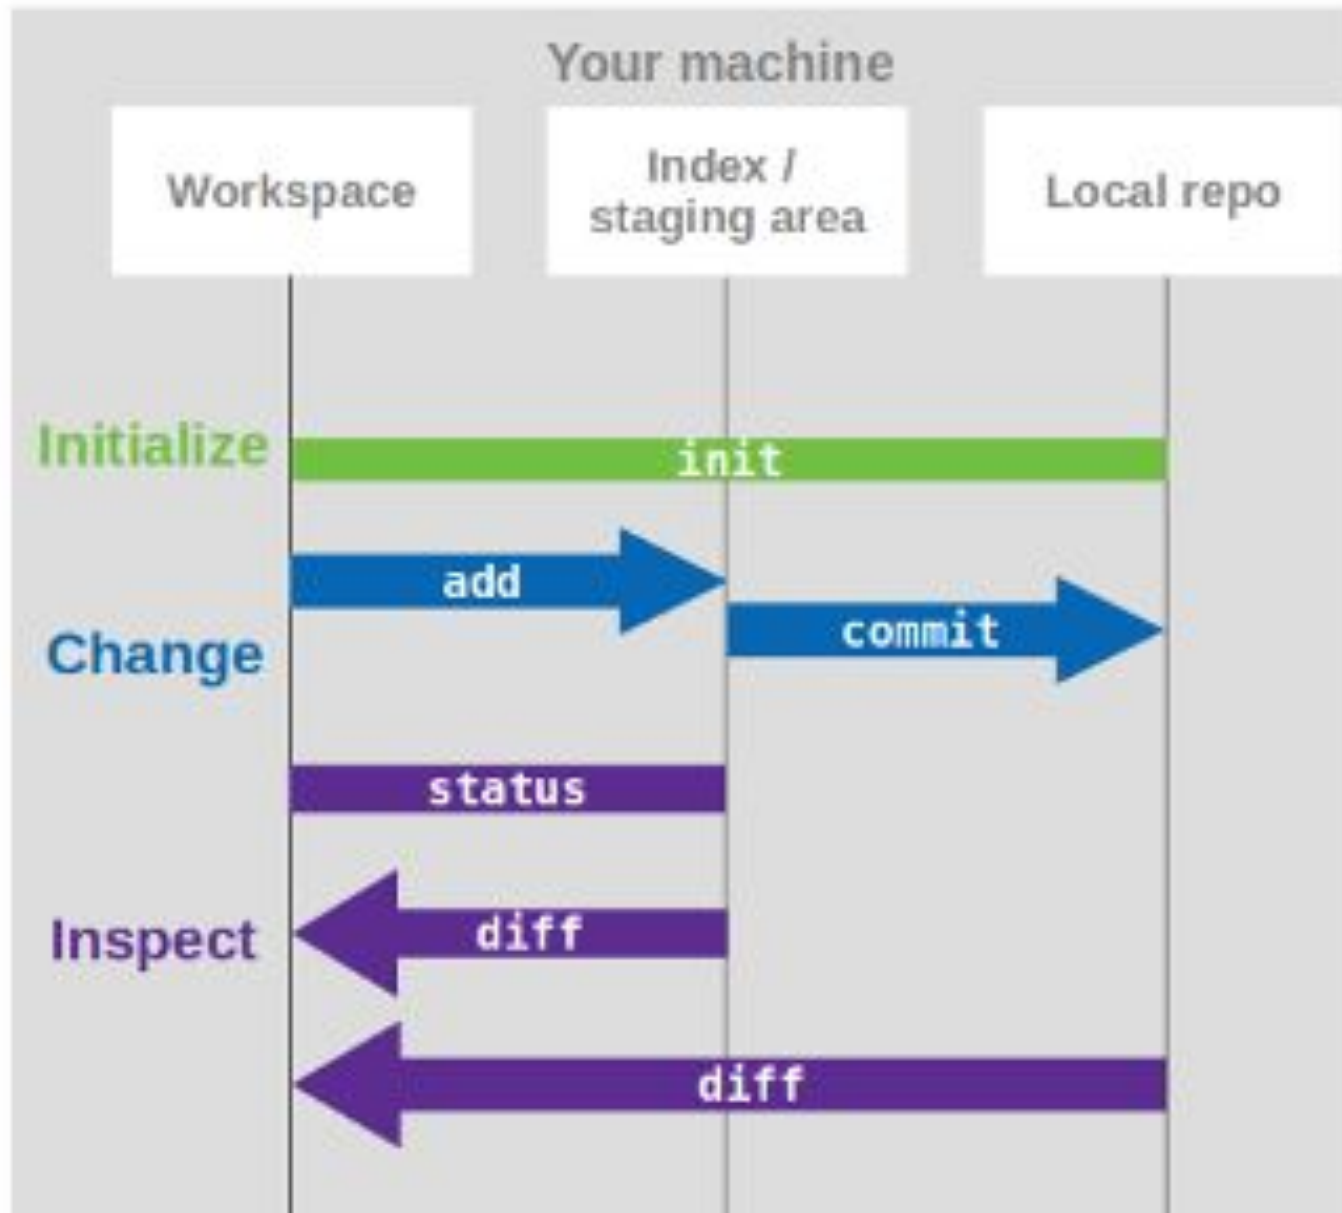 Your machine
Workspace
Index /
staging area
Local repo
Initialize
init
add
commit
Change
status
diff
Inspect
diff